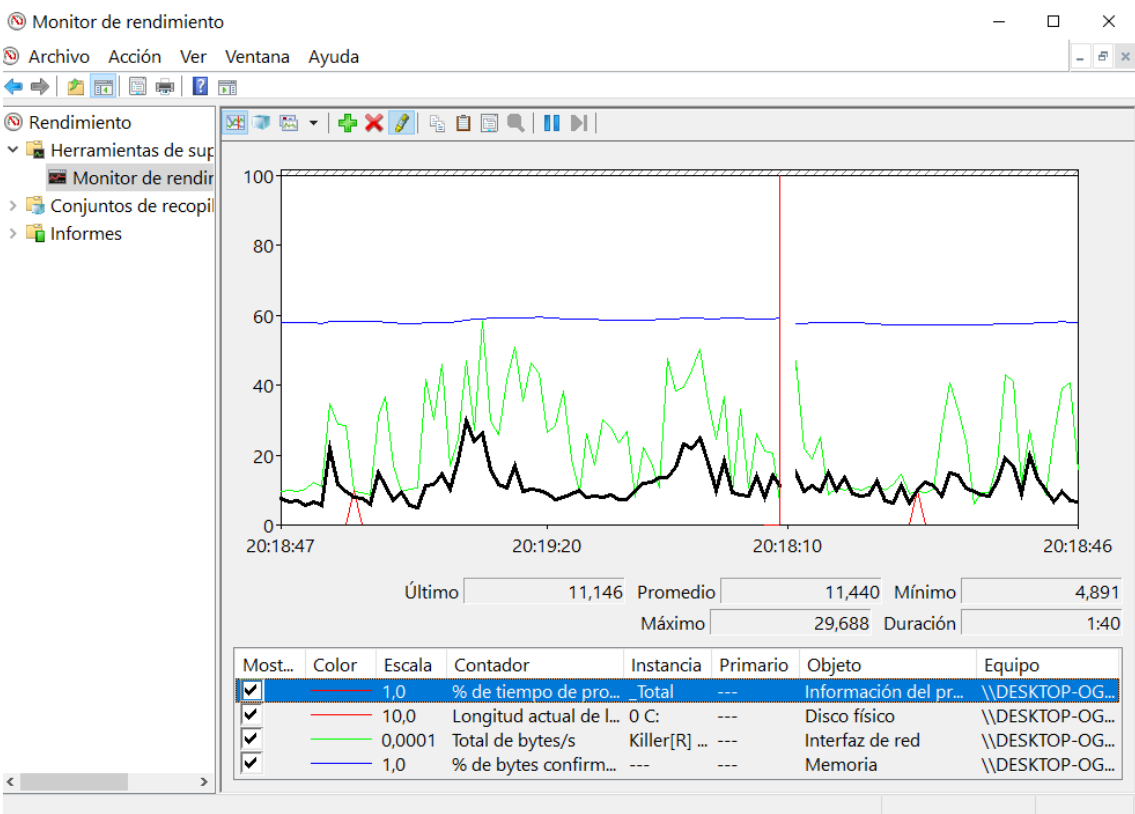 Monitor de rendimiento
Archivo Acción Ver Ventana Ayuda
Rendimiento
Herramientas de sup
Monitor de rendir
Conjuntos de recopil
Informes
100
80
60
40
20
0
20:18:47 20:19:20 20:18:10 20:18:46
Último 11,146 Promedio 11,440 Mínimo 4,891
Máximo 29,688 Duración 1:40
Most... Color Escala Contador Instancia Primario Objeto Equipo
1,0 % de tiempo de pro... _Total --- Información del pr... \\DESKTOP-OG...
10,0 Longitud actual de l... 0 C: --- Disco físico \\DESKTOP-OG...
0,0001 Total de bytes/s Killer[R] ... --- Interfaz de red \\DESKTOP-OG...
1,0 % de bytes confirm... --- --- Memoria \\DESKTOP-OG...